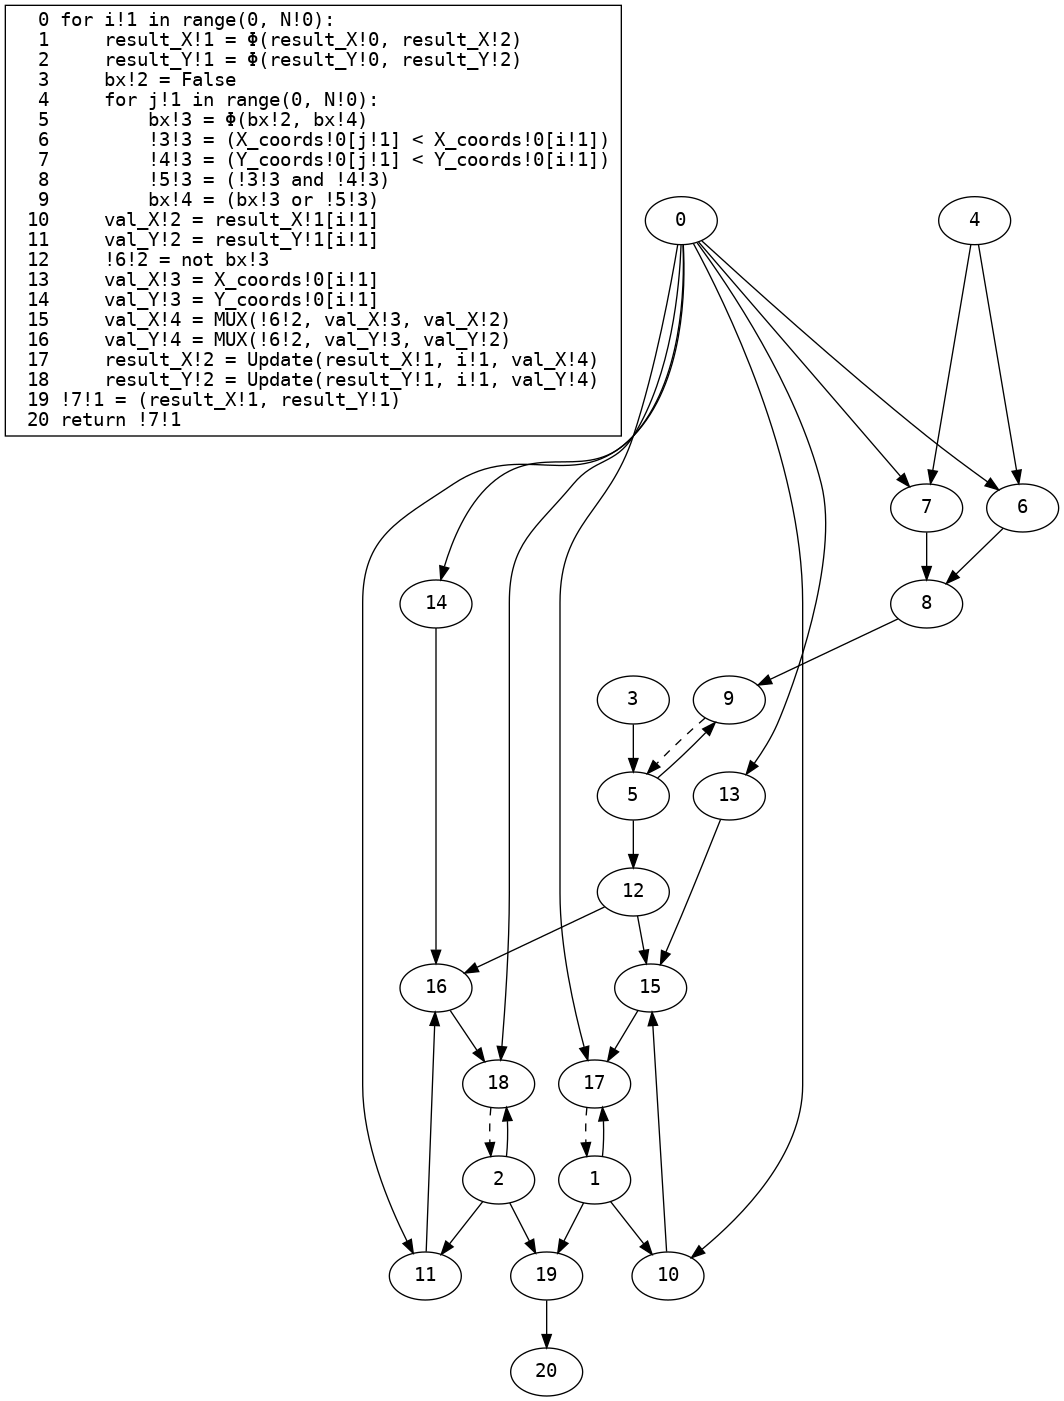 0 for i!1 in range(0, N!0):
1     result_X!1 = Φ(result_X!0, result_X!2)
2     result_Y!1 = Φ(result_Y!0, result_Y!2)
3     bx!2 = False
4     for j!1 in range(0, N!0):
5         bx!3 = Φ(bx!2, bx!4)
6         !3!3 = (X_coords!0[j!1] < X_coords!0[i!1])
7         !4!3 = (Y_coords!0[j!1] < Y_coords!0[i!1])
8         !5!3 = (!3!3 and !4!3)
9         bx!4 = (bx!3 or !5!3)
10     val_X!2 = result_X!1[i!1]
11     val_Y!2 = result_Y!1[i!1]
12     !6!2 = not bx!3
13     val_X!3 = X_coords!0[i!1]
14     val_Y!3 = Y_coords!0[i!1]
15     val_X!4 = MUX(!6!2, val_X!3, val_X!2)
16     val_Y!4 = MUX(!6!2, val_Y!3, val_Y!2)
17     result_X!2 = Update(result_X!1, i!1, val_X!4)
18     result_Y!2 = Update(result_Y!1, i!1, val_Y!4)
19 !7!1 = (result_X!1, result_Y!1)
20 return !7!1
0
4
7
6
14
8
3
9
5
13
12
16
15
18
17
2
1
11
19
10
20